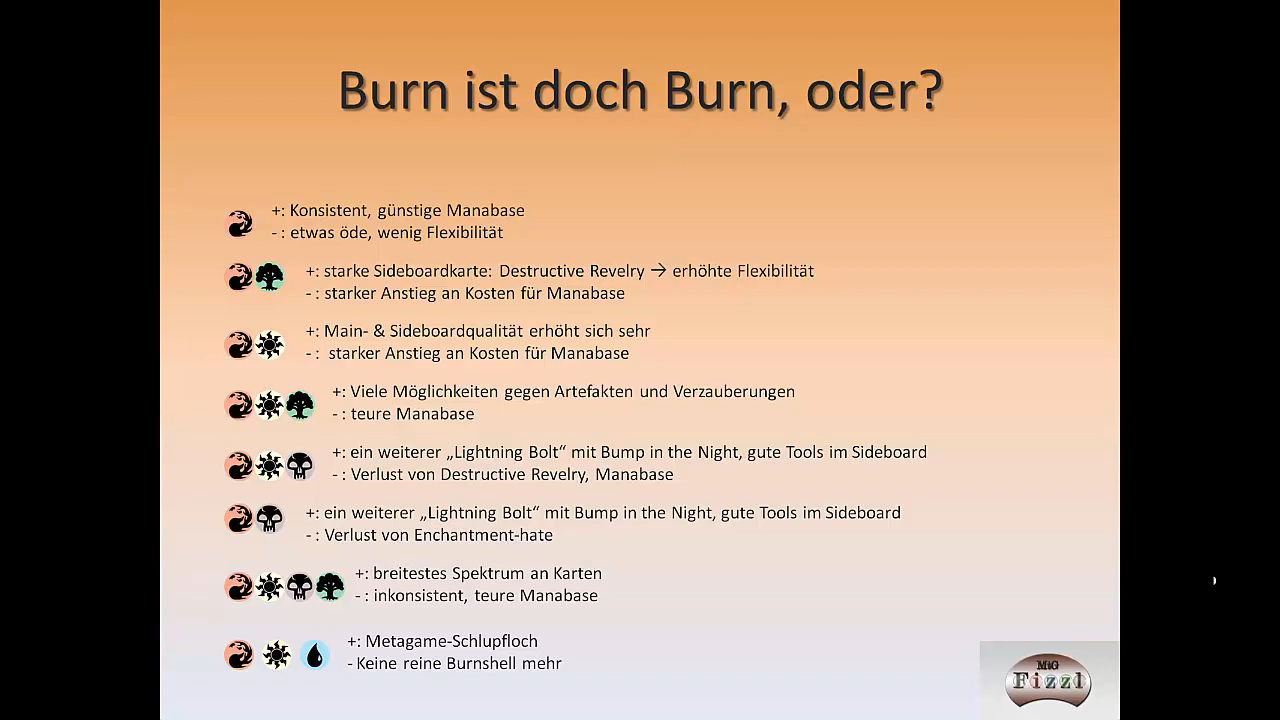 Burn ist doch Burn, oder?
+: Konsistent, günstige Manabase
- : etwas öde, wenig Flexibilität
+: starke Sideboardkarte: Destructive Revelry → erhöhte Flexibilität
- : starker Anstieg an Kosten für Manabase
+: Main- & Sideboardqualität erhöht sich sehr
- : starker Anstieg an Kosten für Manabase
+: Viele Möglichkeiten gegen Artefakten und Verzauberungen
- : teure Manabase
+: ein weiterer „Lightning Bolt“ mit Bump in the Night, gute Tools im Sideboard
- : Verlust von Destructive Revelry, Manabase
+: ein weiterer „Lightning Bolt“ mit Bump in the Night, gute Tools im Sideboard
- : Verlust von Enchantment-hate
+: breitestes Spektrum an Karten
- : inkonsistent, teure Manabase
+: Metagame-Schlupfloch
- Keine reine Burnshell mehr
MtG
Fizzl